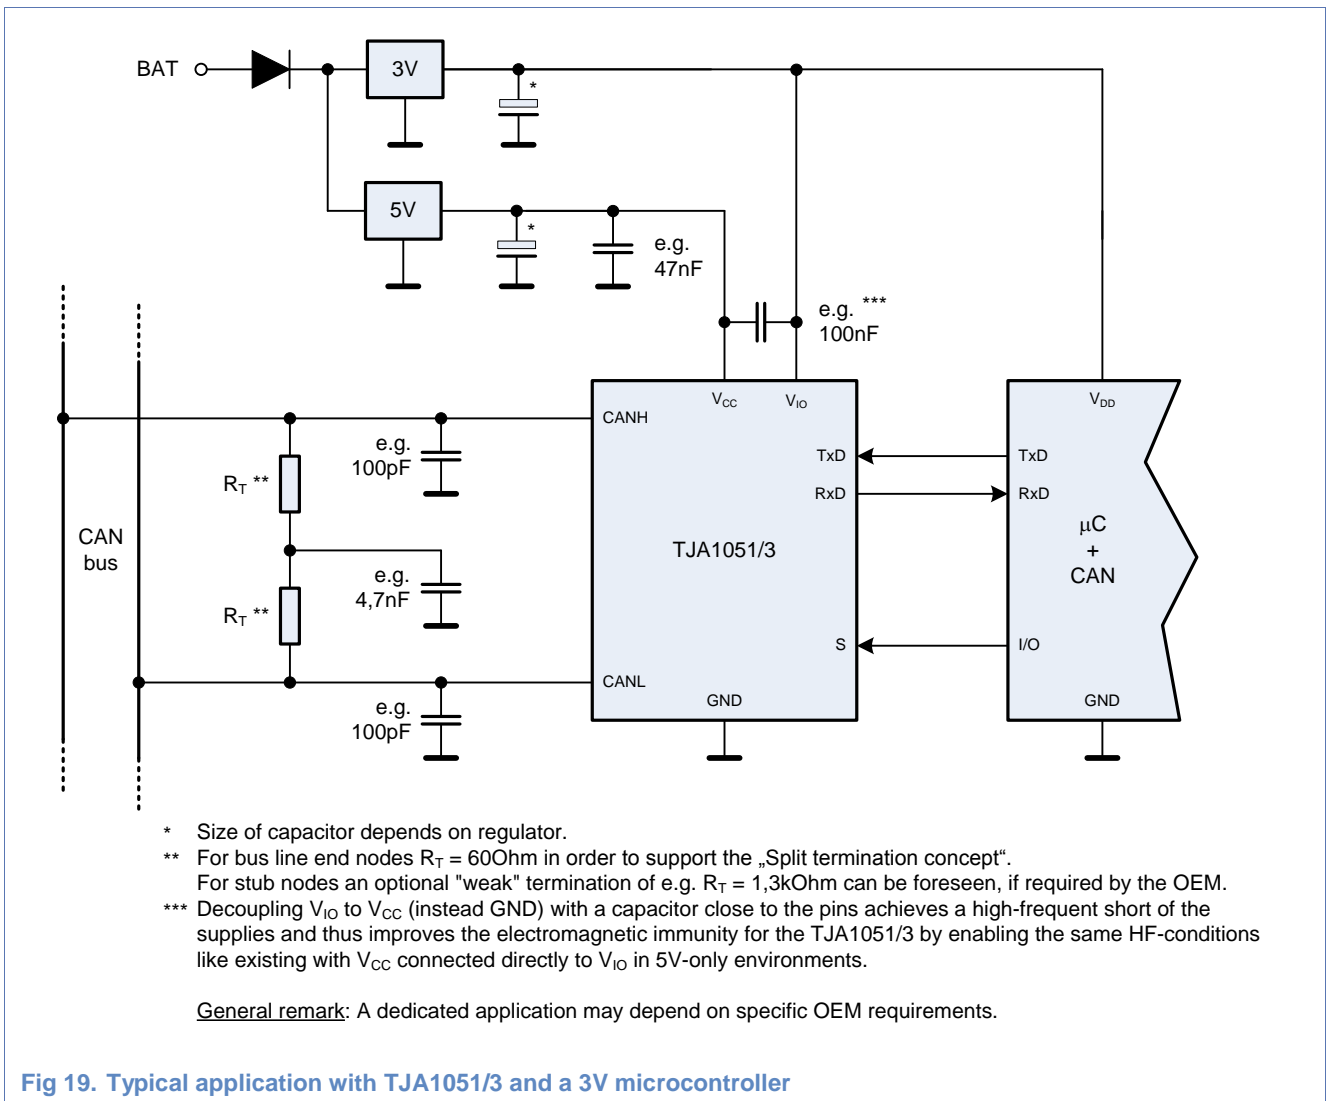 BAT
3V
*
5V
*
e.g.
47nF
e.g. ***
100nF
VCC
VIO
VDD
CANH
TxD
TxD
e.g.
100pF
RT **
RxD
RxD
CAN
bus
TJA1051/3
µC
+
CAN
e.g.
4,7nF
RT **
S
I/O
CANL
GND
GND
e.g.
100pF
* Size of capacitor depends on regulator.
** For bus line end nodes RT = 60Ohm in order to support the „Split termination concept“.
For stub nodes an optional "weak" termination of e.g. RT = 1,3kOhm can be foreseen, if required by the OEM.
*** Decoupling VIO to VCC (instead GND) with a capacitor close to the pins achieves a high-frequent short of the
supplies and thus improves the electromagnetic immunity for the TJA1051/3 by enabling the same HF-conditions
like existing with VCC connected directly to VIO in 5V-only environments.
General remark: A dedicated application may depend on specific OEM requirements.
Fig 19. Typical application with TJA1051/3 and a 3V microcontroller